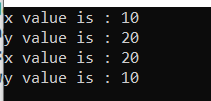 x value is : 10
y value is : 20
x value is : 20
y value is : 10